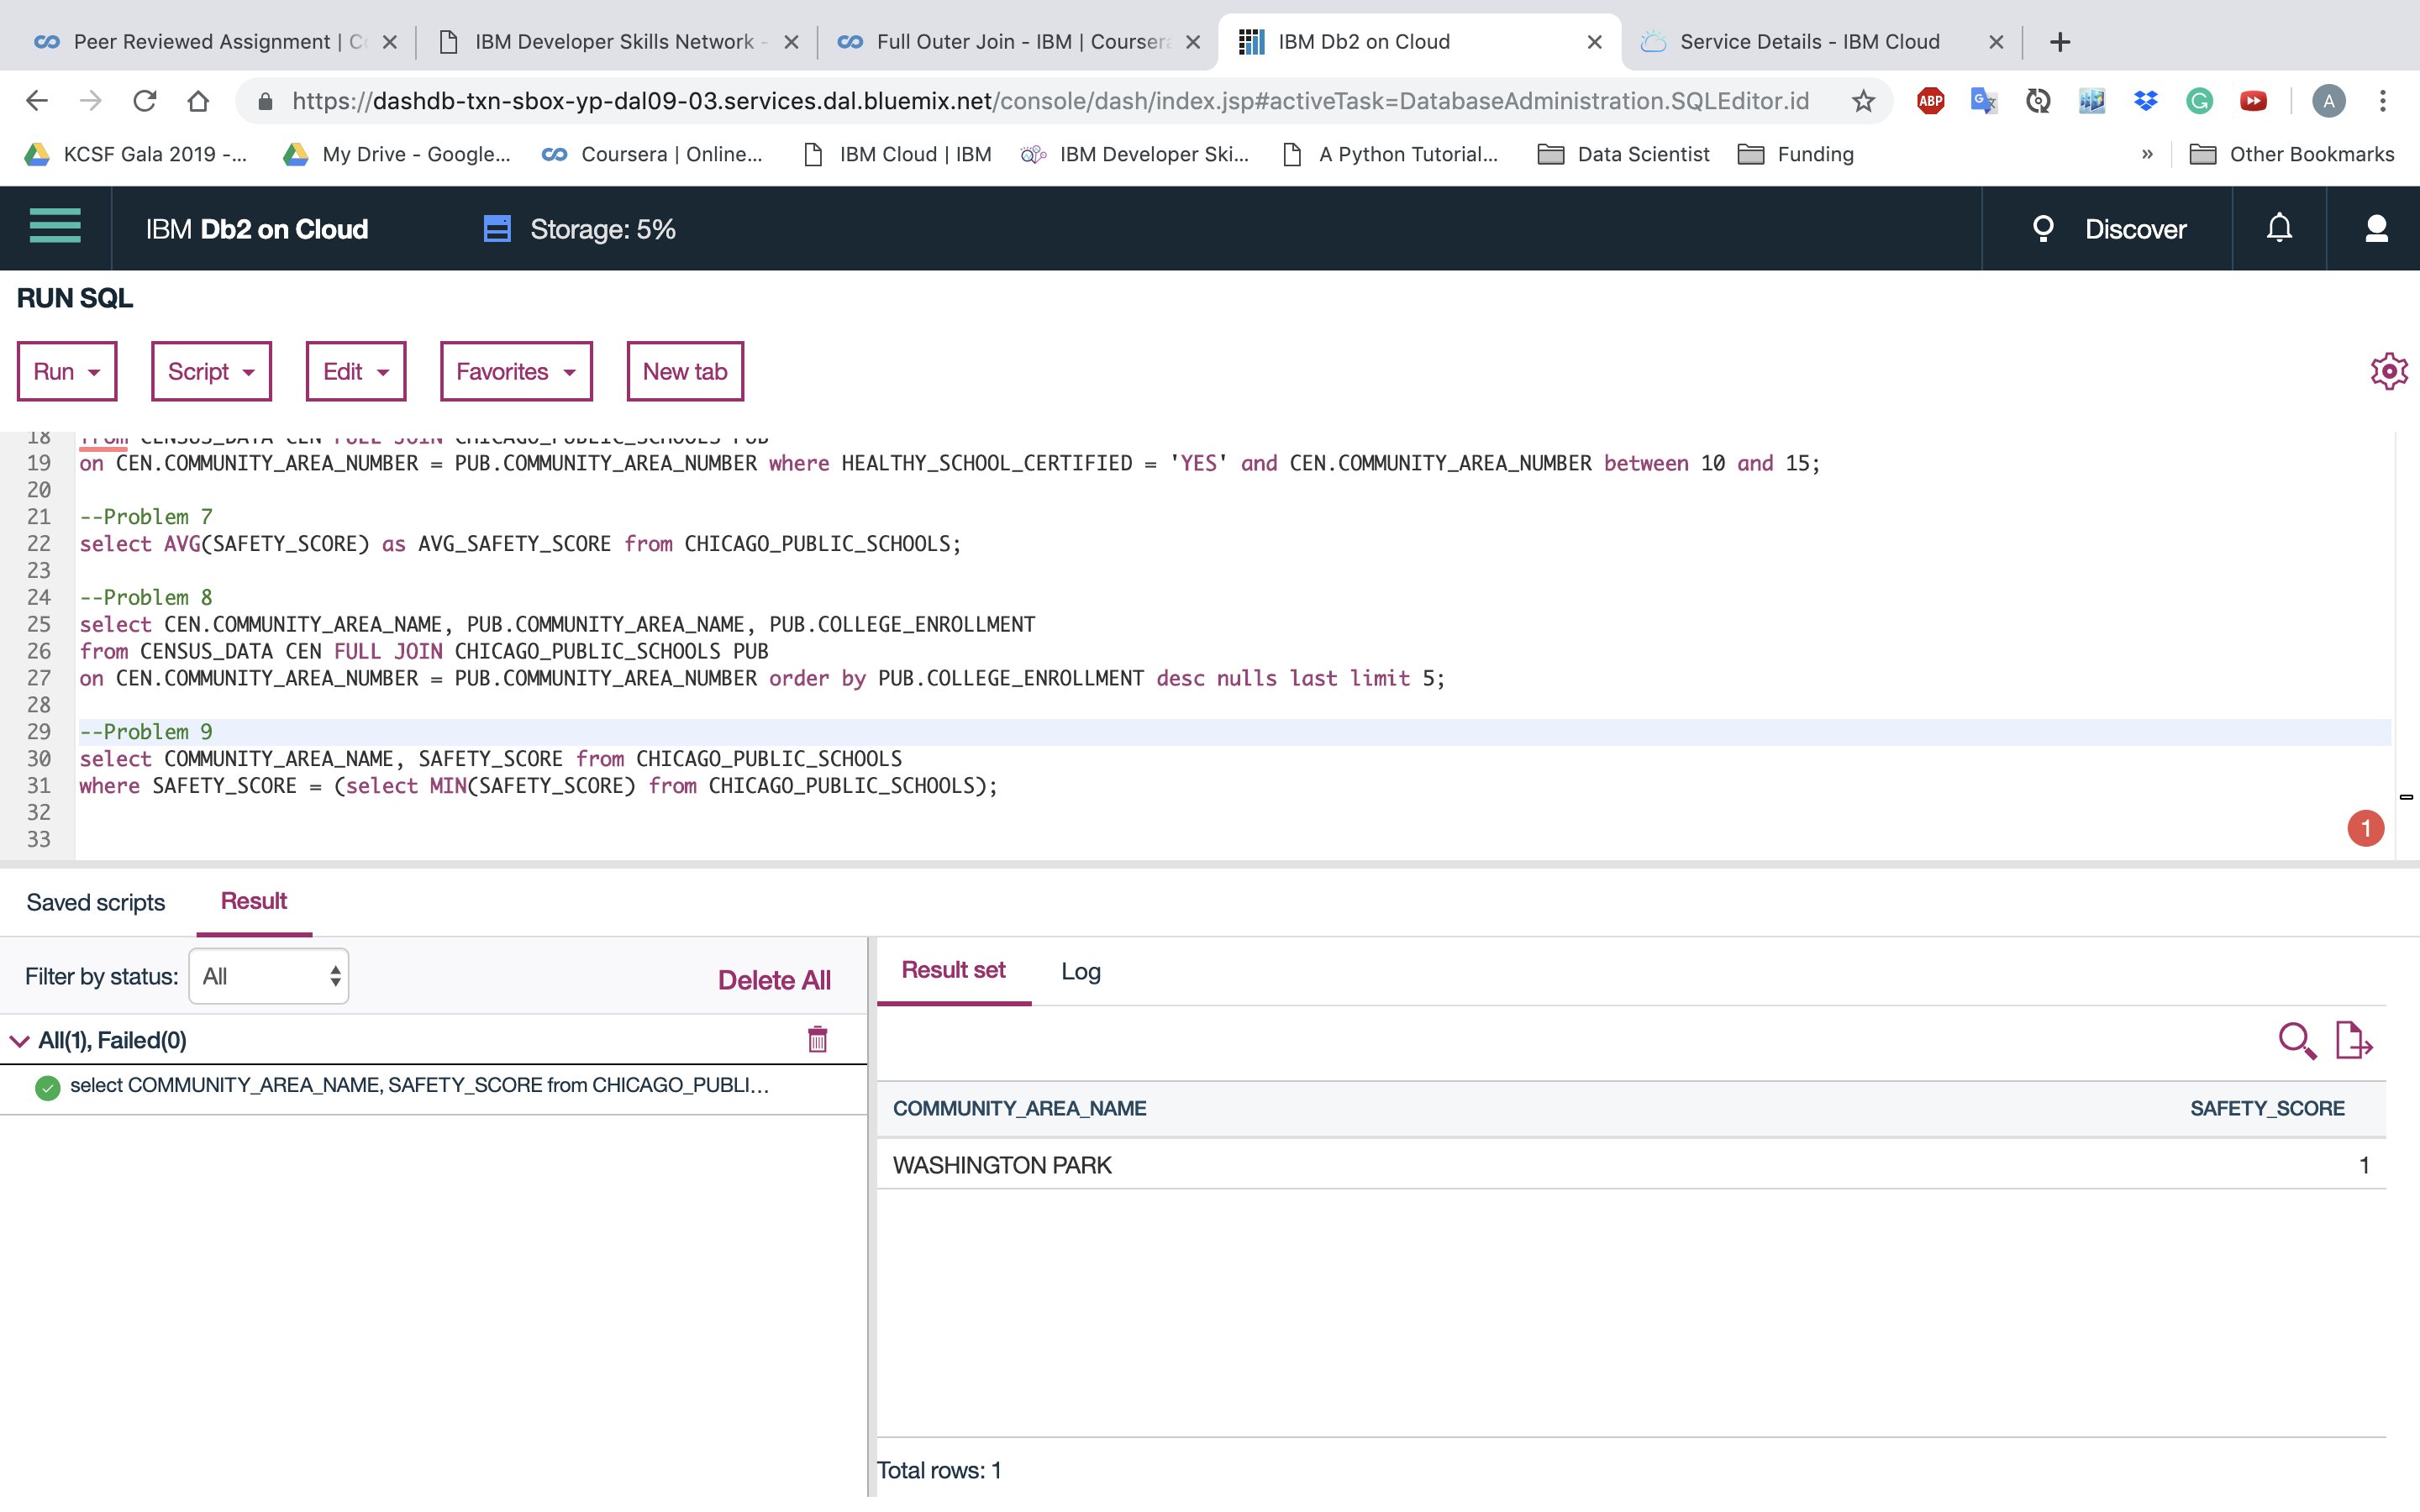 Peer Reviewed Assignment | Co
IBM Developer Skills Network -
Full Outer Join - IBM | Coursera
IBM Db2 on Cloud
Service Details - IBM Cloud
https://dashdb-txn-sbox-yp-dal09-03.services.dal.bluemix.net/console/dash/index.jsp#activeTask=DatabaseAdministration.SQLEditor.id
ABP
A
KCSF Gala 2019 -...
My Drive - Google...
Coursera | Online...
IBM Cloud | IBM
IBM Developer Ski...
A Python Tutorial...
Data Scientist
Funding
»
Other Bookmarks
IBM Db2 on Cloud
Storage: 5%
Discover
RUN SQL
Run
Script
Edit
Favorites
New tab
18 from CENSUS_DATA CEN FULL JOIN CHICAGO_PUBLIC_SCHOOLS PUB
19 on CEN.COMMUNITY_AREA_NUMBER = PUB.COMMUNITY_AREA_NUMBER where HEALTHY_SCHOOL_CERTIFIED = 'YES' and CEN.COMMUNITY_AREA_NUMBER between 10 and 15;
20
21 --Problem 7
22 select AVG(SAFETY_SCORE) as AVG_SAFETY_SCORE from CHICAGO_PUBLIC_SCHOOLS;
23
24 --Problem 8
25 select CEN.COMMUNITY_AREA_NAME, PUB.COMMUNITY_AREA_NAME, PUB.COLLEGE_ENROLLMENT
26 from CENSUS_DATA CEN FULL JOIN CHICAGO_PUBLIC_SCHOOLS PUB
27 on CEN.COMMUNITY_AREA_NUMBER = PUB.COMMUNITY_AREA_NUMBER order by PUB.COLLEGE_ENROLLMENT desc nulls last limit 5;
28
29 --Problem 9
30 select COMMUNITY_AREA_NAME, SAFETY_SCORE from CHICAGO_PUBLIC_SCHOOLS
31 where SAFETY_SCORE = (select MIN(SAFETY_SCORE) from CHICAGO_PUBLIC_SCHOOLS);
32
33
1
Saved scripts
Result
Filter by status: All
Delete All
Result set
Log
All(1), Failed(0)
select COMMUNITY_AREA_NAME, SAFETY_SCORE from CHICAGO_PUBLI...
COMMUNITY_AREA_NAME SAFETY_SCORE
WASHINGTON PARK 1
Total rows: 1